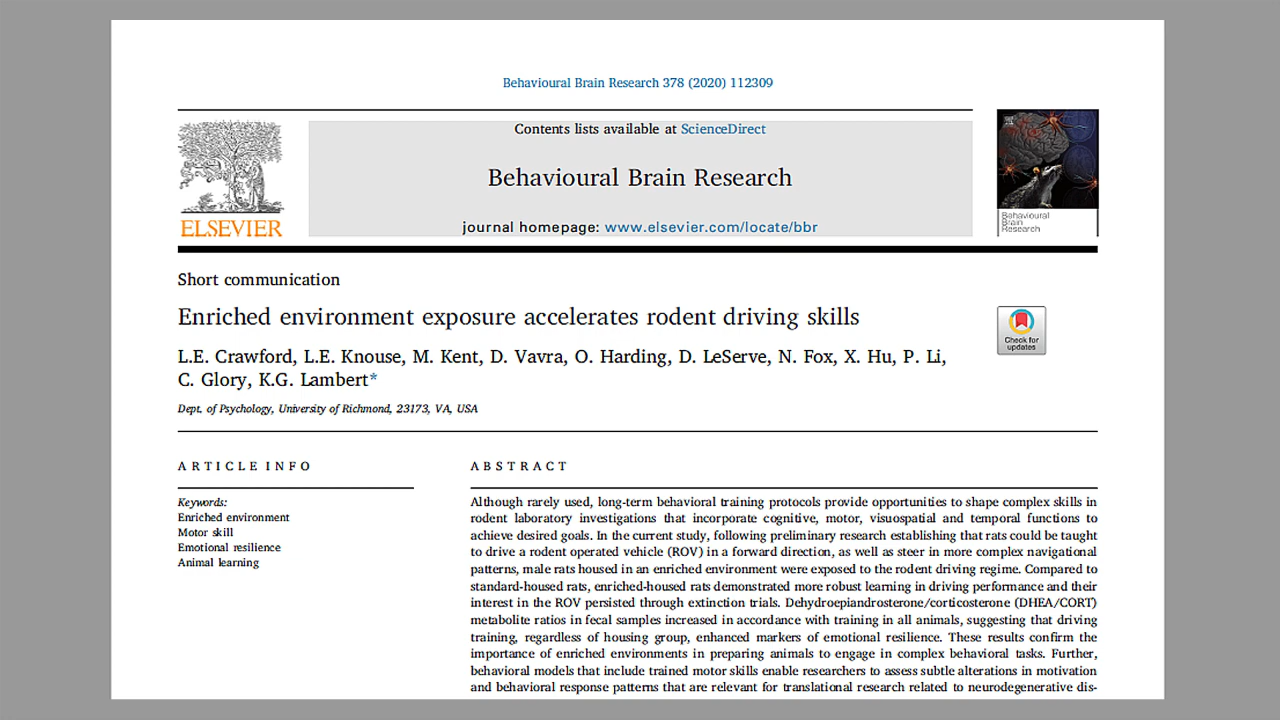 Behavioural Brain Research 378 (2020) 112309
Contents lists available at ScienceDirect
Behavioural Brain Research
journal homepage: www.elsevier.com/locate/bbr
ELSEVIER
Behavioural
Brain
Research
Short communication
Enriched environment exposure accelerates rodent driving skills
Check for
updates
L.E. Crawford, L.E. Knouse, M. Kent, D. Vavra, O. Harding, D. LeServe, N. Fox, X. Hu, P. Li,
C. Glory, K.G. Lambert*
Dept. of Psychology, University of Richmond, 23173, VA, USA
ARTICLE INFO
Keywords:
Enriched environment
Motor skill
Emotional resilience
Animal learning
ABSTRACT
Although rarely used, long-term behavioral training protocols provide opportunities to shape complex skills in
rodent laboratory investigations that incorporate cognitive, motor, visuospatial and temporal functions to
achieve desired goals. In the current study, following preliminary research establishing that rats could be taught
to drive a rodent operated vehicle (ROV) in a forward direction, as well as steer in more complex navigational
patterns, male rats housed in an enriched environment were exposed to the rodent driving regime. Compared to
standard-housed rats, enriched-housed rats demonstrated more robust learning in driving performance and their
interest in the ROV persisted through extinction trials. Dehydroepiandrosterone/corticosterone (DHEA/CORT)
metabolite ratios in fecal samples increased in accordance with training in all animals, suggesting that driving
training, regardless of housing group, enhanced markers of emotional resilience. These results confirm the
importance of enriched environments in preparing animals to engage in complex behavioral tasks. Further,
behavioral models that include trained motor skills enable researchers to assess subtle alterations in motivation
and behavioral response patterns that are relevant for translational research related to neurodegenerative dis-